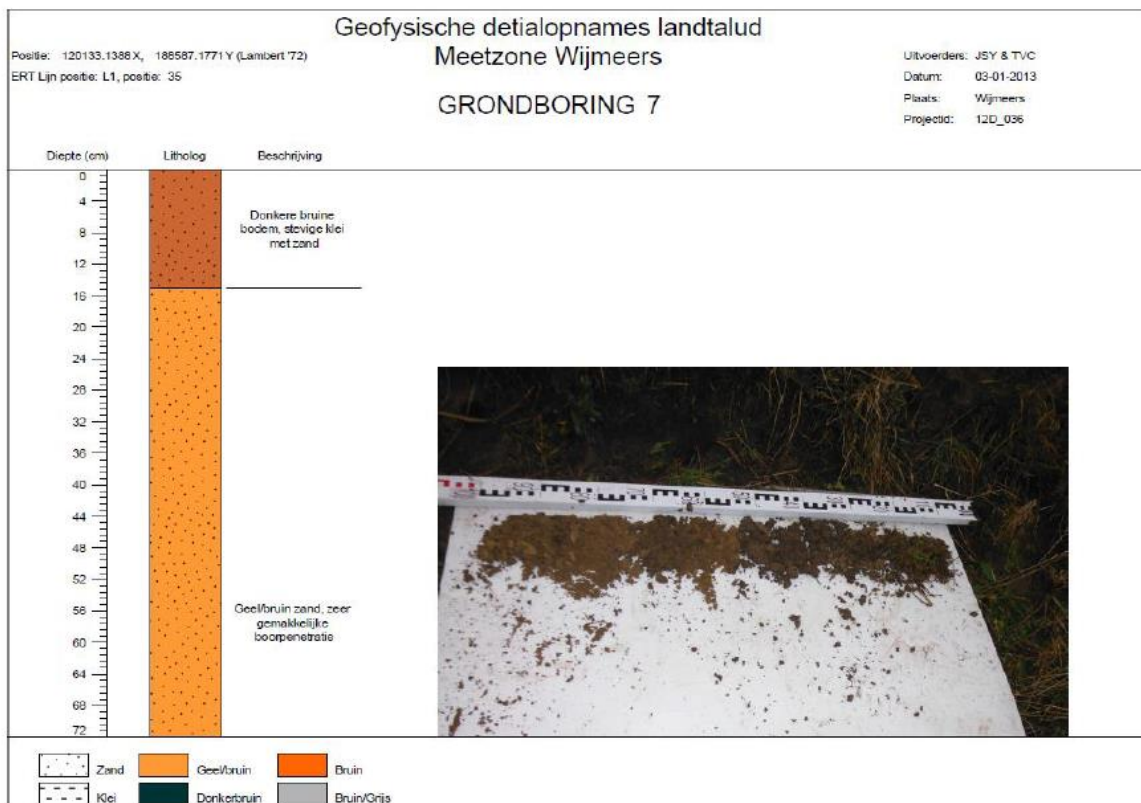 Geofysische detialopnames landtalud
Meetzone Wijmeers
GRONDBORING 7
Positie: 120133.1388X, 188587.1771Y (Lambert '72)
ERT Lijn positie: L1, positie: 35
Uitvoerders: JSY & TVC
Datum: 03-01-2013
Plaats: Wijmeers
Projectid: 12D_036
Diepte (cm) Litholog Beschrijving
0
4
8
12
16
20
24
28
32
36
40
44
48
52
56
60
64
68
72
Donkere bruine
bodem, stevige klei
met zand
Geel/bruin zand, zeer
gemakkelijke
boorpenetratie
Zand Geel/bruin Bruin
Klei Donkerbruin Bruin/Grijs